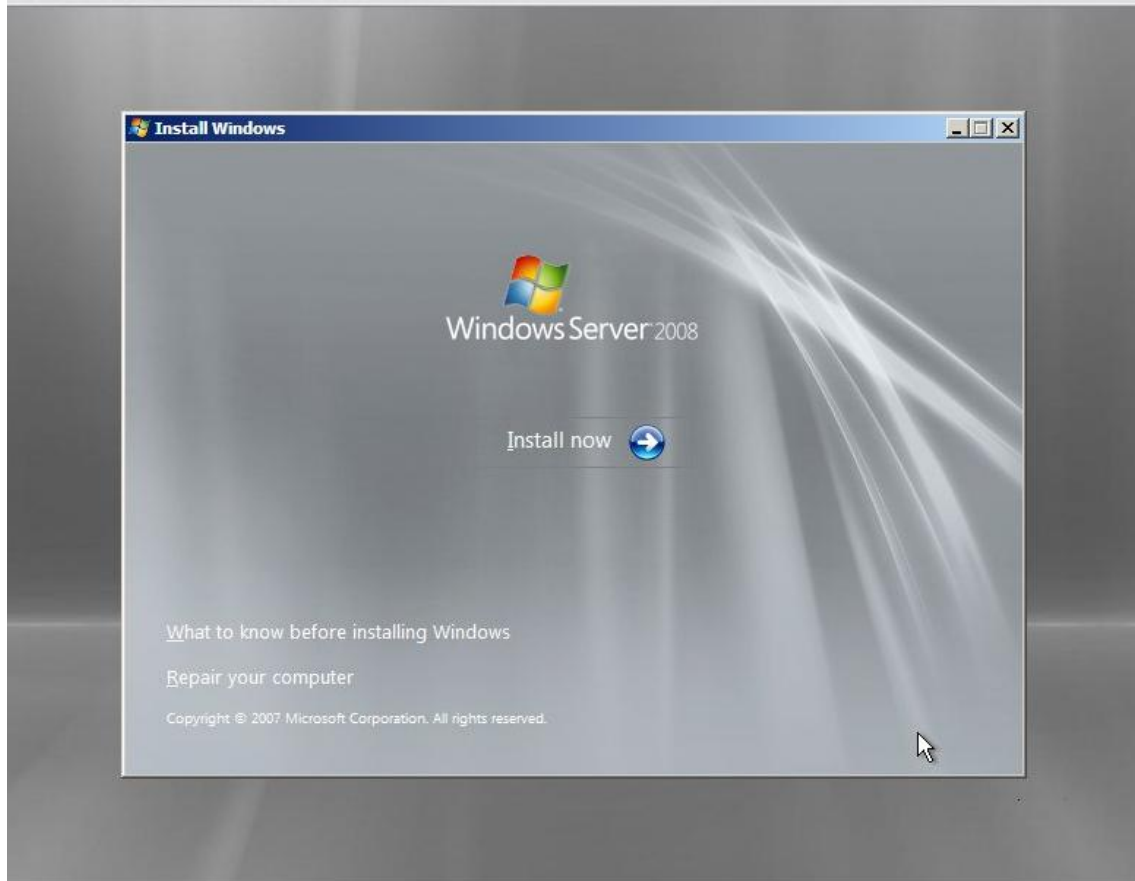 Install Windows
Windows Server 2008
Install now
What to know before installing Windows
Repair your computer
Copyright © 2007 Microsoft Corporation. All rights reserved.